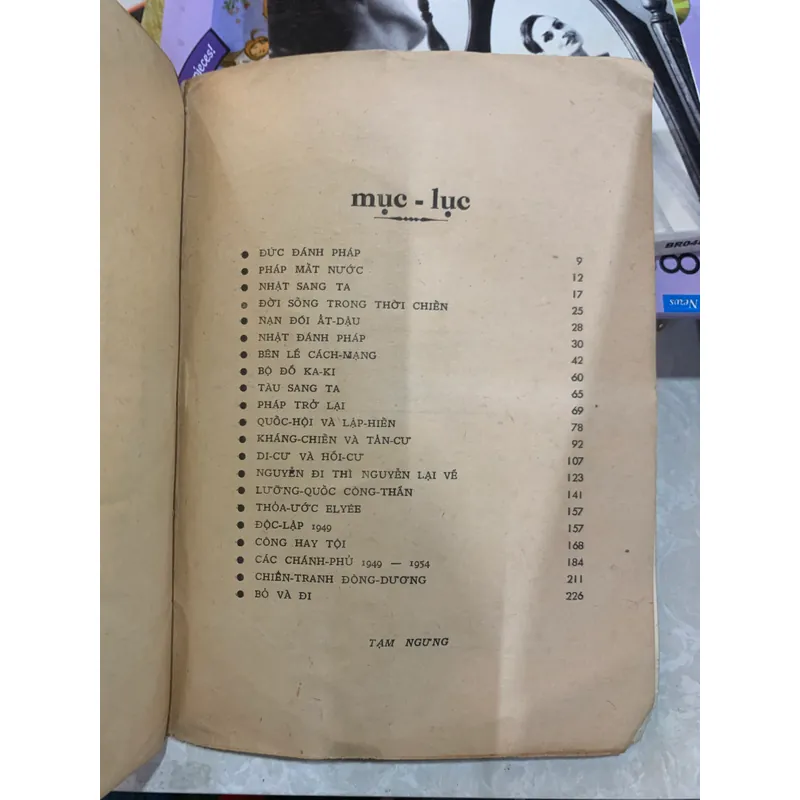 pieces!
BR04
8
News
mục - lục
● ĐỨC ĐÁNH PHÁP 9
● PHÁP MẤT NƯỚC 12
● NHẬT SANG TA 17
● ĐỜI SỐNG TRONG THỜI CHIẾN 25
● NẠN ĐÓI ẤT-DẬU 28
● NHẬT ĐÁNH PHÁP 30
● BÊN LỀ CÁCH-MẠNG 42
● BỘ ĐỒ KA-KI 60
● TÀU SANG TA 65
● PHÁP TRỞ LẠI 69
● QUỐC-HỘI VÀ LẬP-HIẾN 78
● KHÁNG-CHIẾN VÀ TẢN-CƯ 92
● DI-CƯ VÀ HỒI-CƯ 107
● NGUYỄN ĐI THÌ NGUYỄN LẠI VỀ 123
● LƯỠNG-QUỐC CÔNG-THẦN 141
● THỎA-ƯỚC ELYÉE 157
● ĐỘC-LẬP 1949 157
● CÔNG HAY TỘI 168
● CÁC CHÁNH-PHỦ 1949 — 1954 184
● CHIẾN-TRANH ĐÔNG-DƯƠNG 211
● BỎ VÀ ĐI 226
TẠM NGƯNG